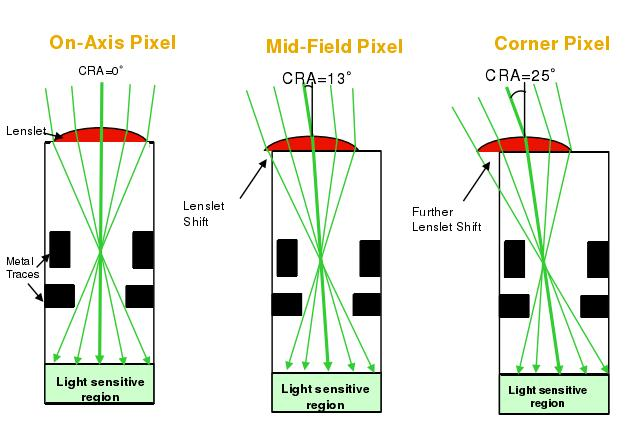 On-Axis Pixel
CRA=0°
Lenslet
Metal
Traces
Light sensitive
region
Mid-Field Pixel
CRA=13°
Lenslet
Shift
Light sensitive
region
Corner Pixel
CRA=25°
Further
Lenslet Shift
Light sensitive
region